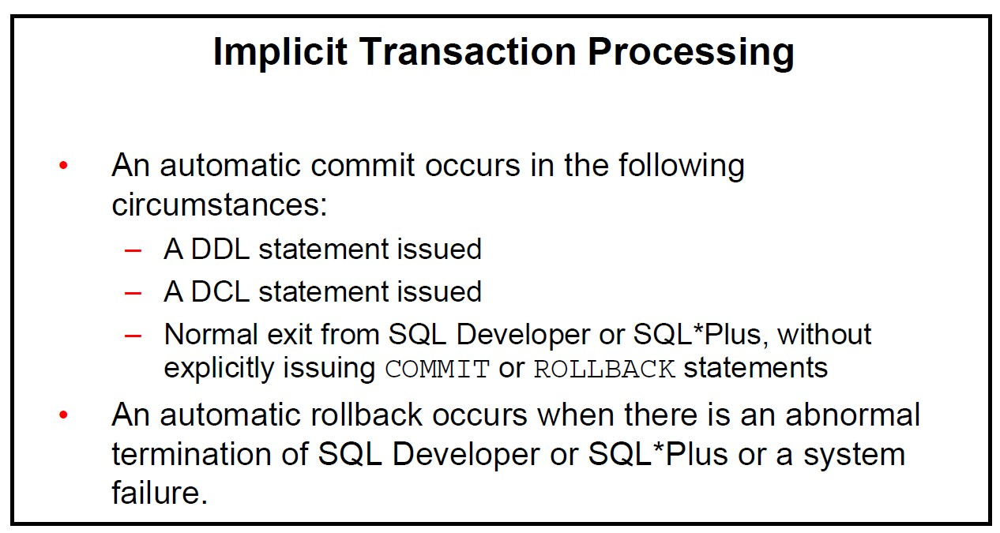 Implicit Transaction Processing
• An automatic commit occurs in the following
circumstances:
– A DDL statement issued
– A DCL statement issued
– Normal exit from SQL Developer or SQL*Plus, without
explicitly issuing COMMIT or ROLLBACK statements
• An automatic rollback occurs when there is an abnormal
termination of SQL Developer or SQL*Plus or a system
failure.